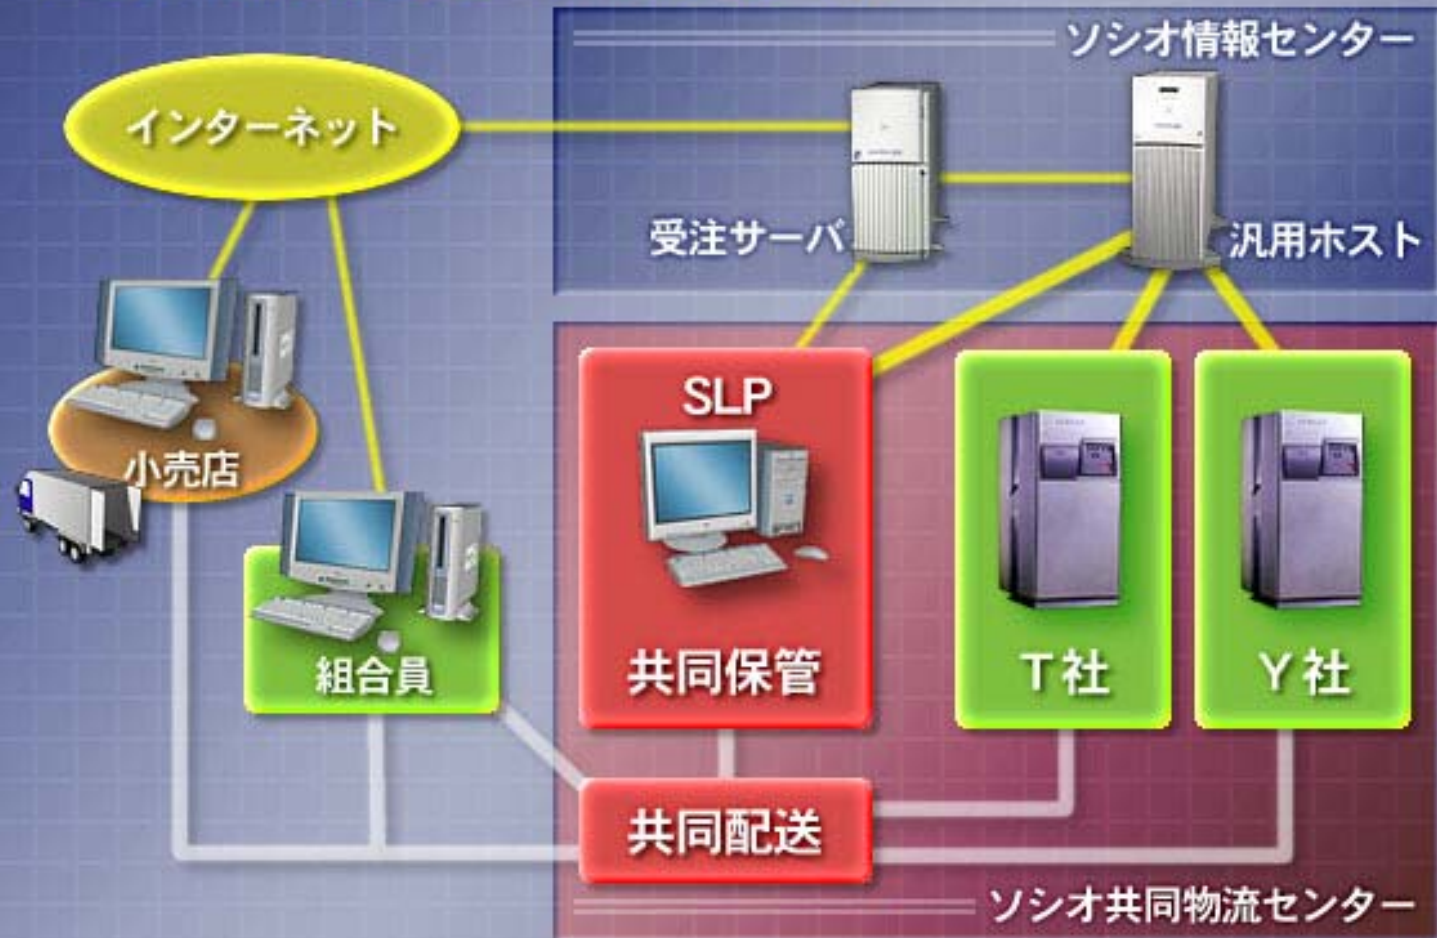 ソシオ情報センター
インターネット
受注サーバ
汎用ホスト
小売店
組合員
SLP
共同保管
T社
Y社
共同配送
ソシオ共同物流センター